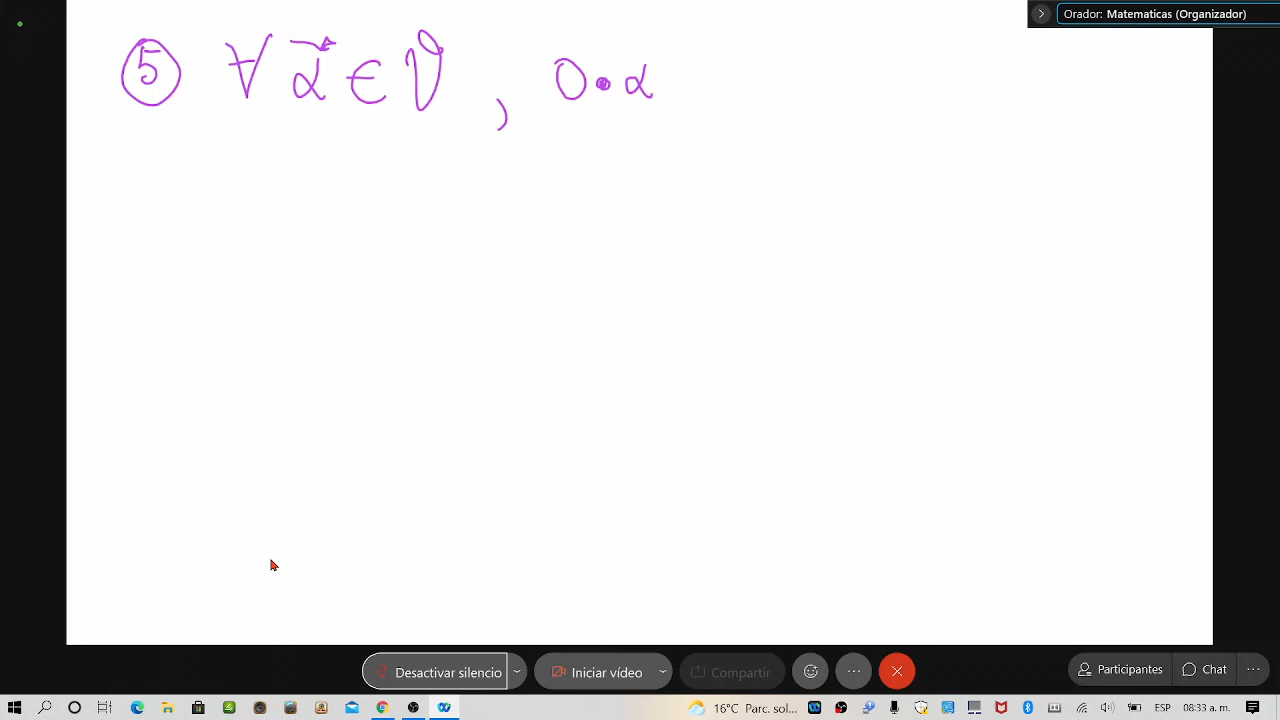 Orador: Matematicas (Organizador)
⑤ ∀ α⃗ ∈ V , 0 • α
Desactivar silencio
Iniciar vídeo
Compartir
Participantes
Chat
16°C Parc. sol...
ESP
08:33 a. m.